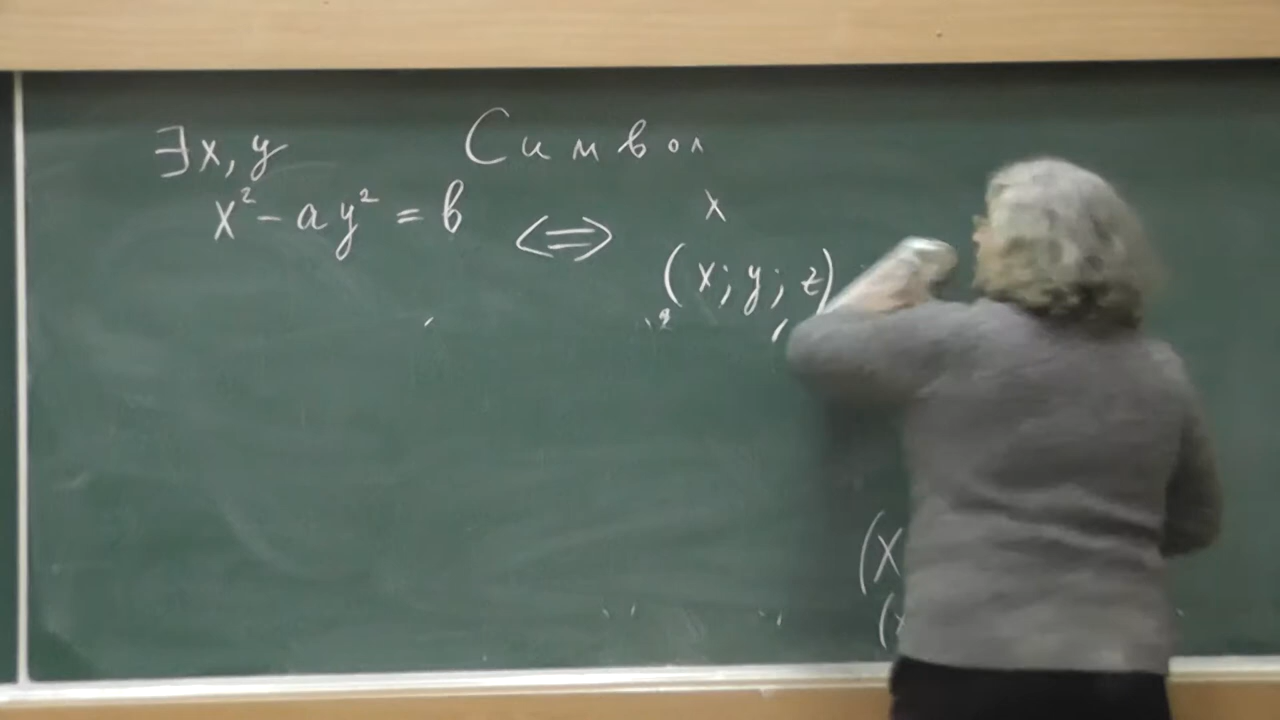 Символ
∃x, y
x² - ay² = b ⟺
x
(x; y; z)
(x
(x